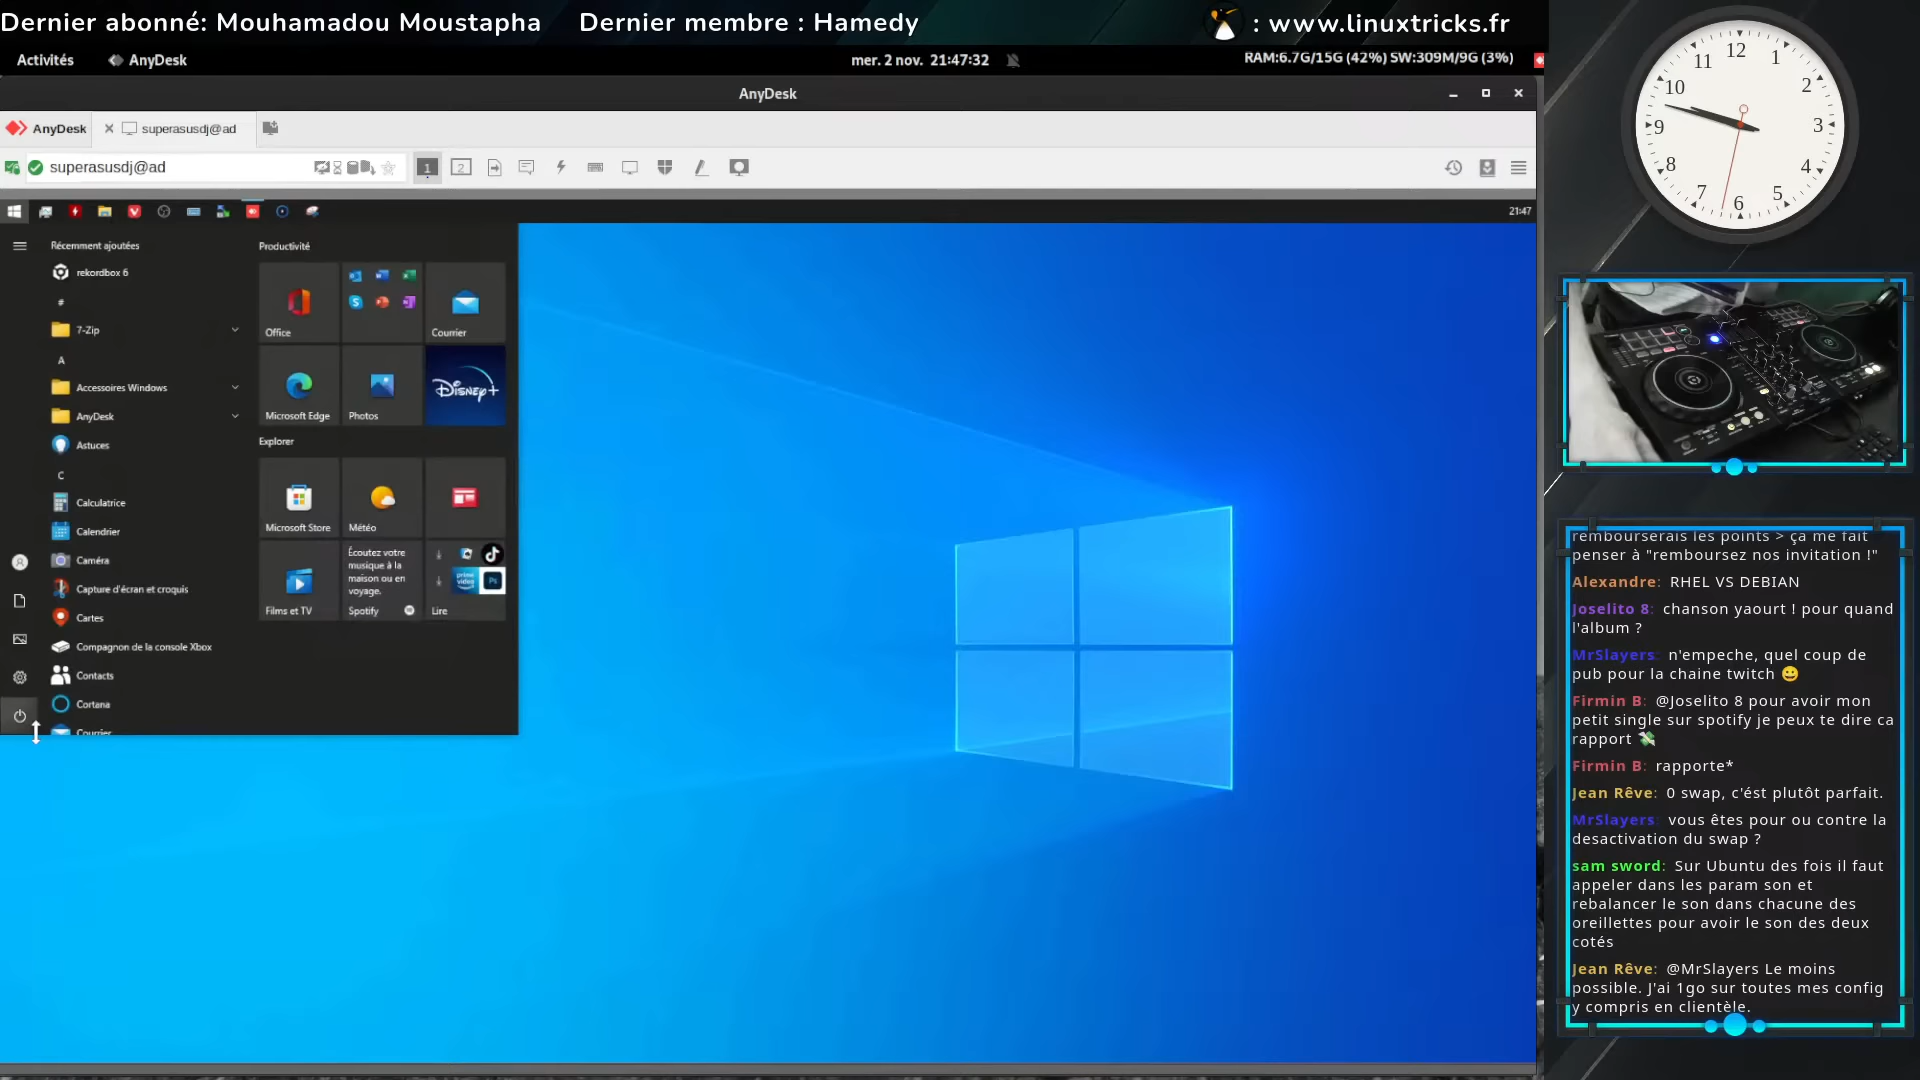 Dernier abonné: Mouhamadou Moustapha Dernier membre : Hamedy : www.linuxtricks.fr
Activités AnyDesk mer. 2 nov. 21:47:32 RAM:6.7G/15G (42%) SW:309M/9G (3%)
AnyDesk
AnyDesk superasusdj@ad
superasusdj@ad 1 2
21:47
Récemment ajoutées
rekordbox 6
#
7-Zip
A
Accessoires Windows
AnyDesk
Astuces
C
Calculatrice
Calendrier
Caméra
Capture d'écran et croquis
Cartes
Compagnon de la console Xbox
Contacts
Cortana
Courrier
Productivité
Office
Courrier
Microsoft Edge
Photos
Disney+
Explorer
Microsoft Store
Météo
Films et TV
Écoutez votre
musique à la
maison ou en
voyage.
Spotify
prime video
Ps
Lire
12
1
2
3
4
5
6
7
8
9
10
11
rembourserais les points > ça me fait
penser à "remboursez nos invitation !"
Alexandre: RHEL VS DEBIAN
Joselito 8: chanson yaourt ! pour quand
l'album ?
MrSlayers: n'empeche, quel coup de
pub pour la chaine twitch 😀
Firmin B: @Joselito 8 pour avoir mon
petit single sur spotify je peux te dire ca
rapport 💸
Firmin B: rapporte*
Jean Rêve: 0 swap, c'ést plutôt parfait.
MrSlayers: vous êtes pour ou contre la
desactivation du swap ?
sam sword: Sur Ubuntu des fois il faut
appeler dans les param son et
rebalancer le son dans chacune des
oreillettes pour avoir le son des deux
cotés
Jean Rêve: @MrSlayers Le moins
possible. J'ai 1go sur toutes mes config
y compris en clientèle.